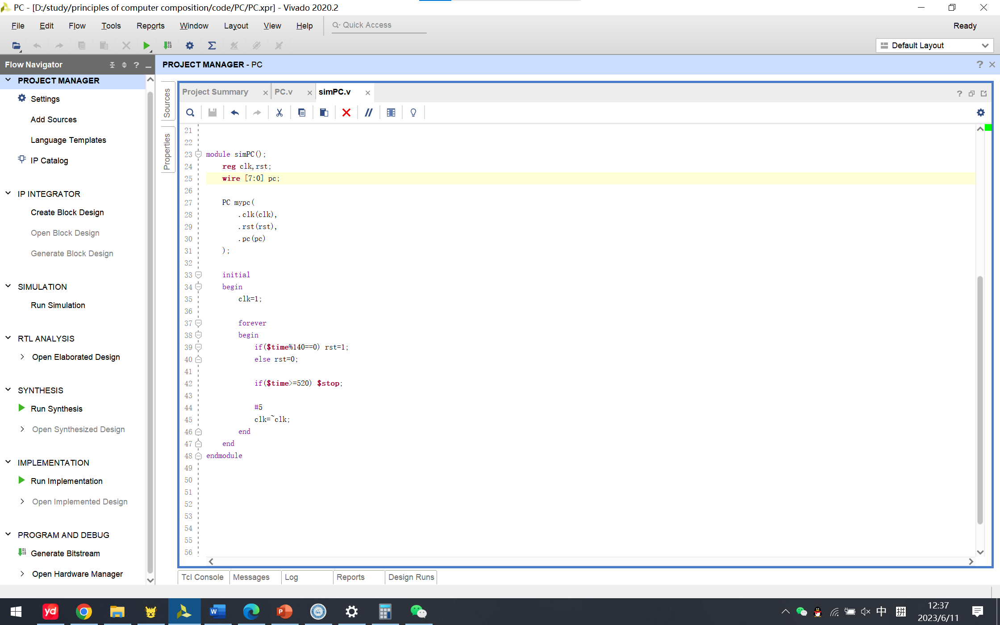 PC - [D:/study/principles of computer composition/code/PC/PC.xpr] - Vivado 2020.2
File Edit Flow Tools Reports Window Layout View Help Quick Access Ready
Default Layout
Flow Navigator
PROJECT MANAGER - PC
PROJECT MANAGER
Settings
Add Sources
Language Templates
IP Catalog
IP INTEGRATOR
Create Block Design
Open Block Design
Generate Block Design
SIMULATION
Run Simulation
RTL ANALYSIS
Open Elaborated Design
SYNTHESIS
Run Synthesis
Open Synthesized Design
IMPLEMENTATION
Run Implementation
Open Implemented Design
PROGRAM AND DEBUG
Generate Bitstream
Open Hardware Manager
Sources
Properties
Project Summary PC.v simPC.v
21
22
23 module simPC();
24 reg clk,rst;
25 wire [7:0] pc;
26
27 PC mypc(
28 .clk(clk),
29 .rst(rst),
30 .pc(pc)
31 );
32
33 initial
34 begin
35 clk=1;
36
37 forever
38 begin
39 if($time%140==0) rst=1;
40 else rst=0;
41
42 if($time>=520) $stop;
43
44 #5
45 clk=~clk;
46 end
47 end
48 endmodule
49
50
51
52
53
54
55
56
Tcl Console Messages Log Reports Design Runs
yd
W
P
中 拼
12:37
2023/6/11